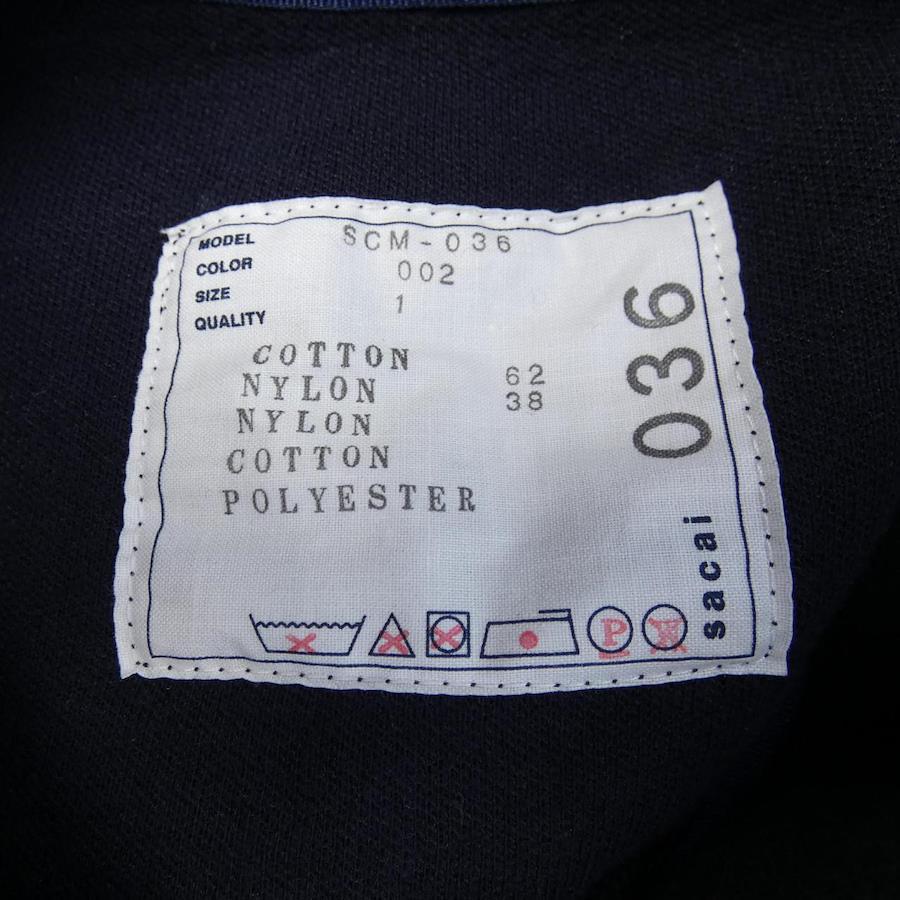 MODEL SCM-036
COLOR 002
SIZE 1
QUALITY
COTTON 62
NYLON 38
NYLON
COTTON
POLYESTER
036
sacai
P